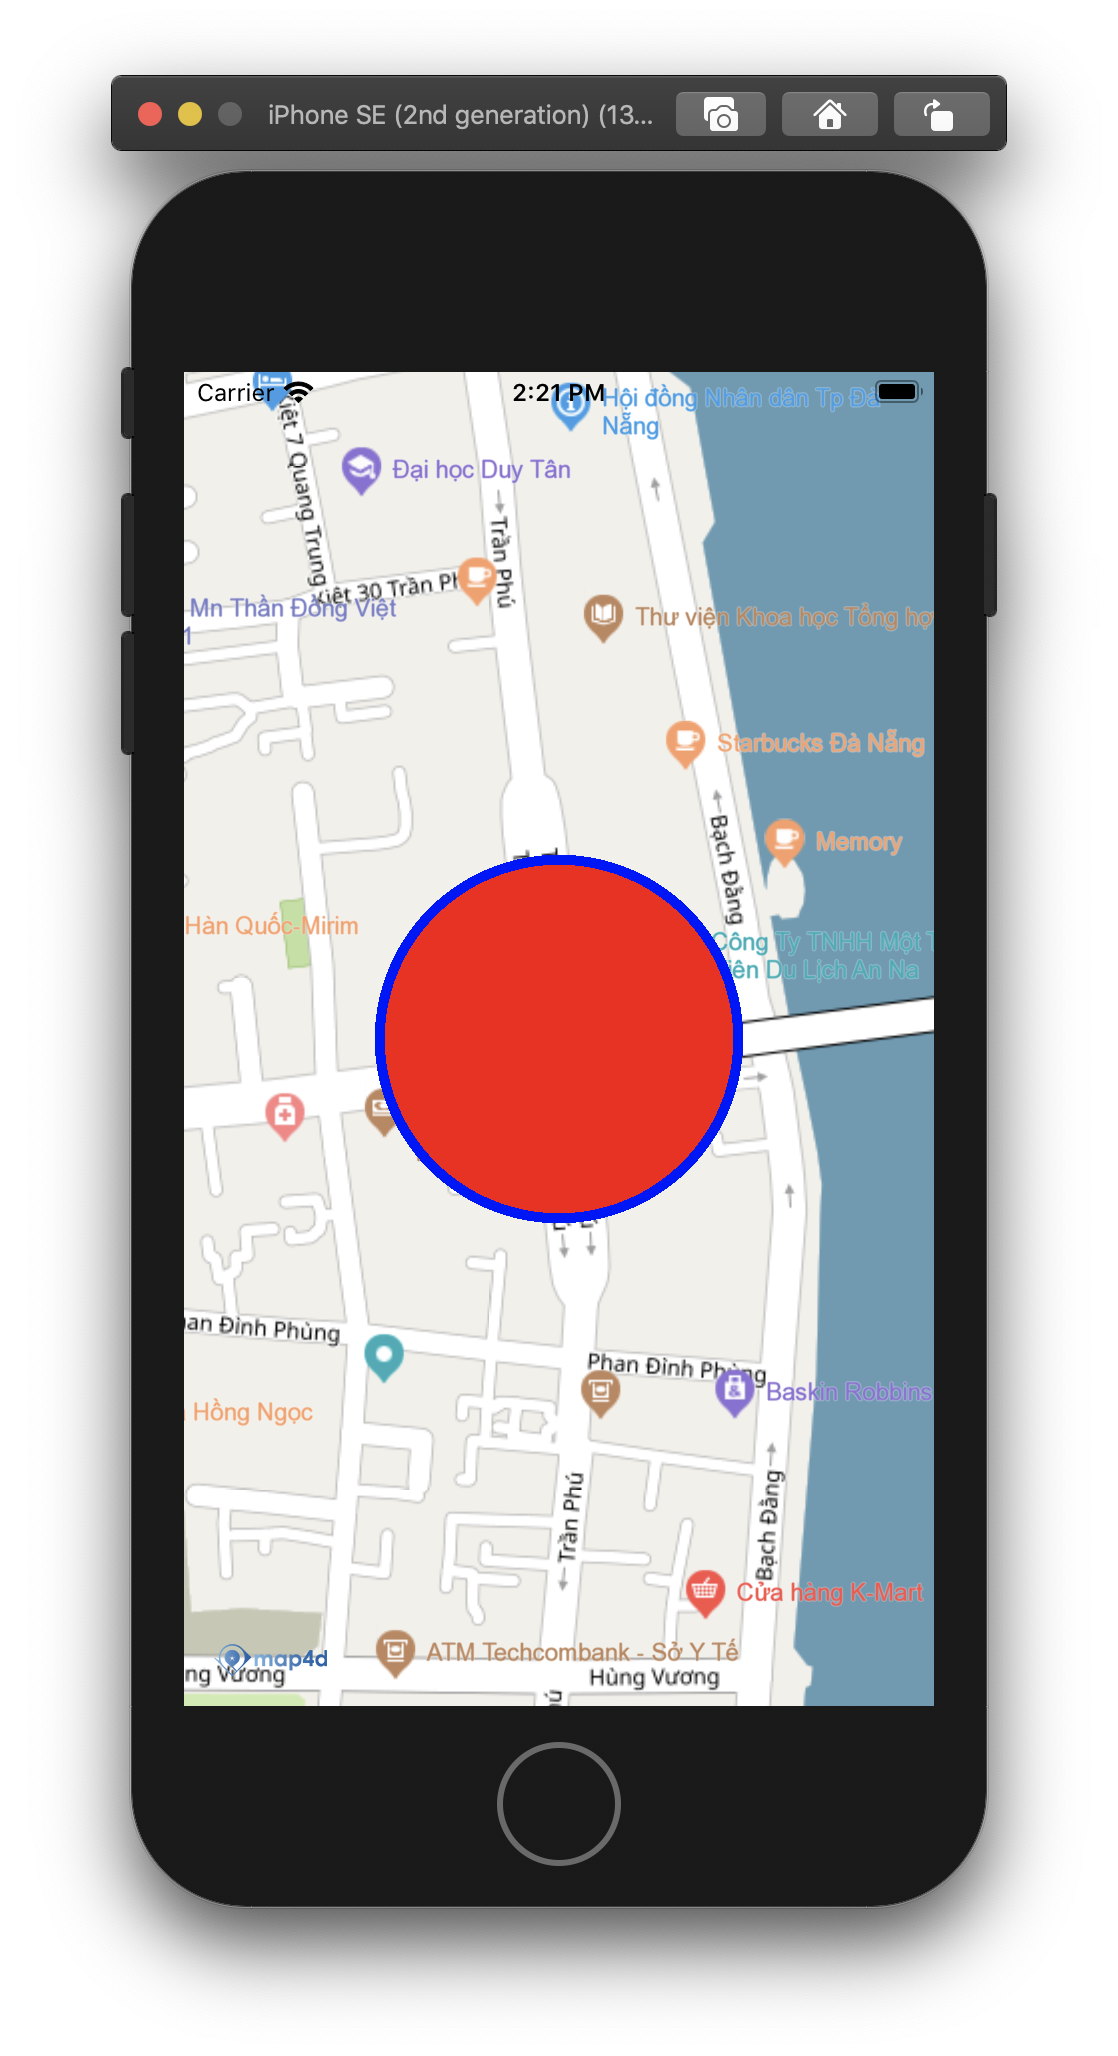 iPhone SE (2nd generation) (13...
Carrier
2:21 PM
Hội đồng Nhân dân Tp Đà
Nẵng
Đại học Duy Tân
Kiệt 7 Quang Trung
Trần Phú
Kiệt 30 Trần Ph
Mn Thần Đồng Việt
1
Thư viện Khoa học Tổng hợ
Starbucks Đà Nẵng
Memory
Bạch Đằng
Hàn Quốc-Mirim
Công Ty TNHH Một T
iên Du Lịch An Na
an Đình Phùng
Phan Đình Phùng
Baskin Robbins
Hồng Ngọc
Trần Phú
Bạch Đằng
Cửa hàng K-Mart
ATM Techcombank - Sở Y Tế
map4d
ng Vương
Hùng Vương